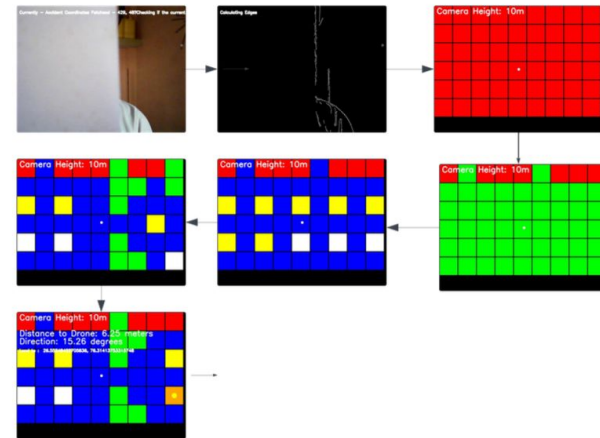 Calculating Edges
Camera Height: 10m
Camera Height: 10m
Camera Height: 10m
Camera Height: 10m
Camera Height: 10m
Distance to Drone: 6.25 meters
Direction: 15.26 degrees